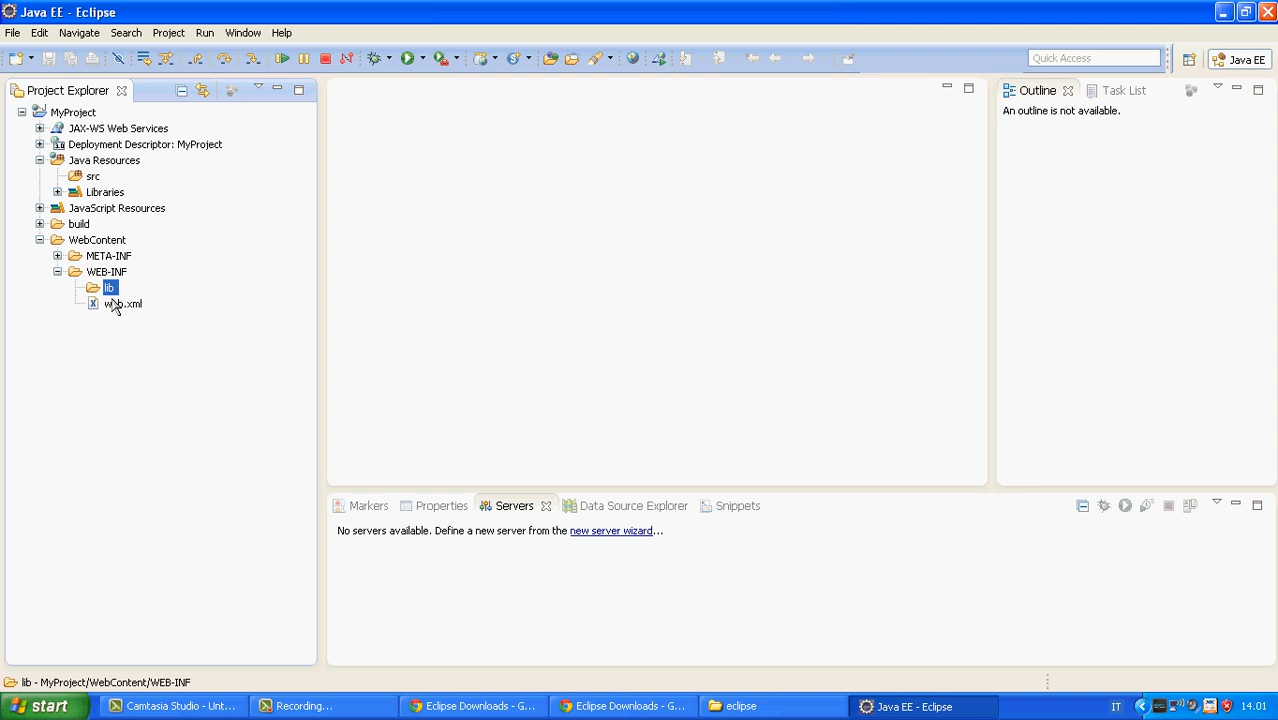 Java EE - Eclipse
File Edit Navigate Search Project Run Window Help
Quick Access
Java EE
Project Explorer
Outline
Task List
MyProject
An outline is not available.
JAX-WS Web Services
Deployment Descriptor: MyProject
Java Resources
src
Libraries
JavaScript Resources
build
WebContent
META-INF
WEB-INF
lib
web.xml
Markers Properties Servers Data Source Explorer Snippets
No servers available. Define a new server from the new server wizard...
lib - MyProject/WebContent/WEB-INF
start
Camtasia Studio - Unt...
Recording...
Eclipse Downloads - G...
Eclipse Downloads - G...
eclipse
Java EE - Eclipse
IT
14.01